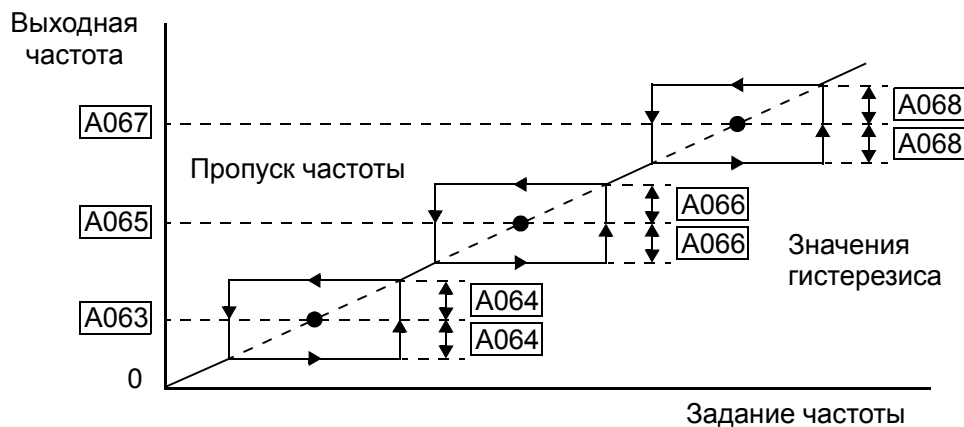 Выходная
частота
A067
A068
A068
Пропуск частоты
A065
A066
A066
Значения
гистерезиса
A063
A064
A064
0
Задание частоты